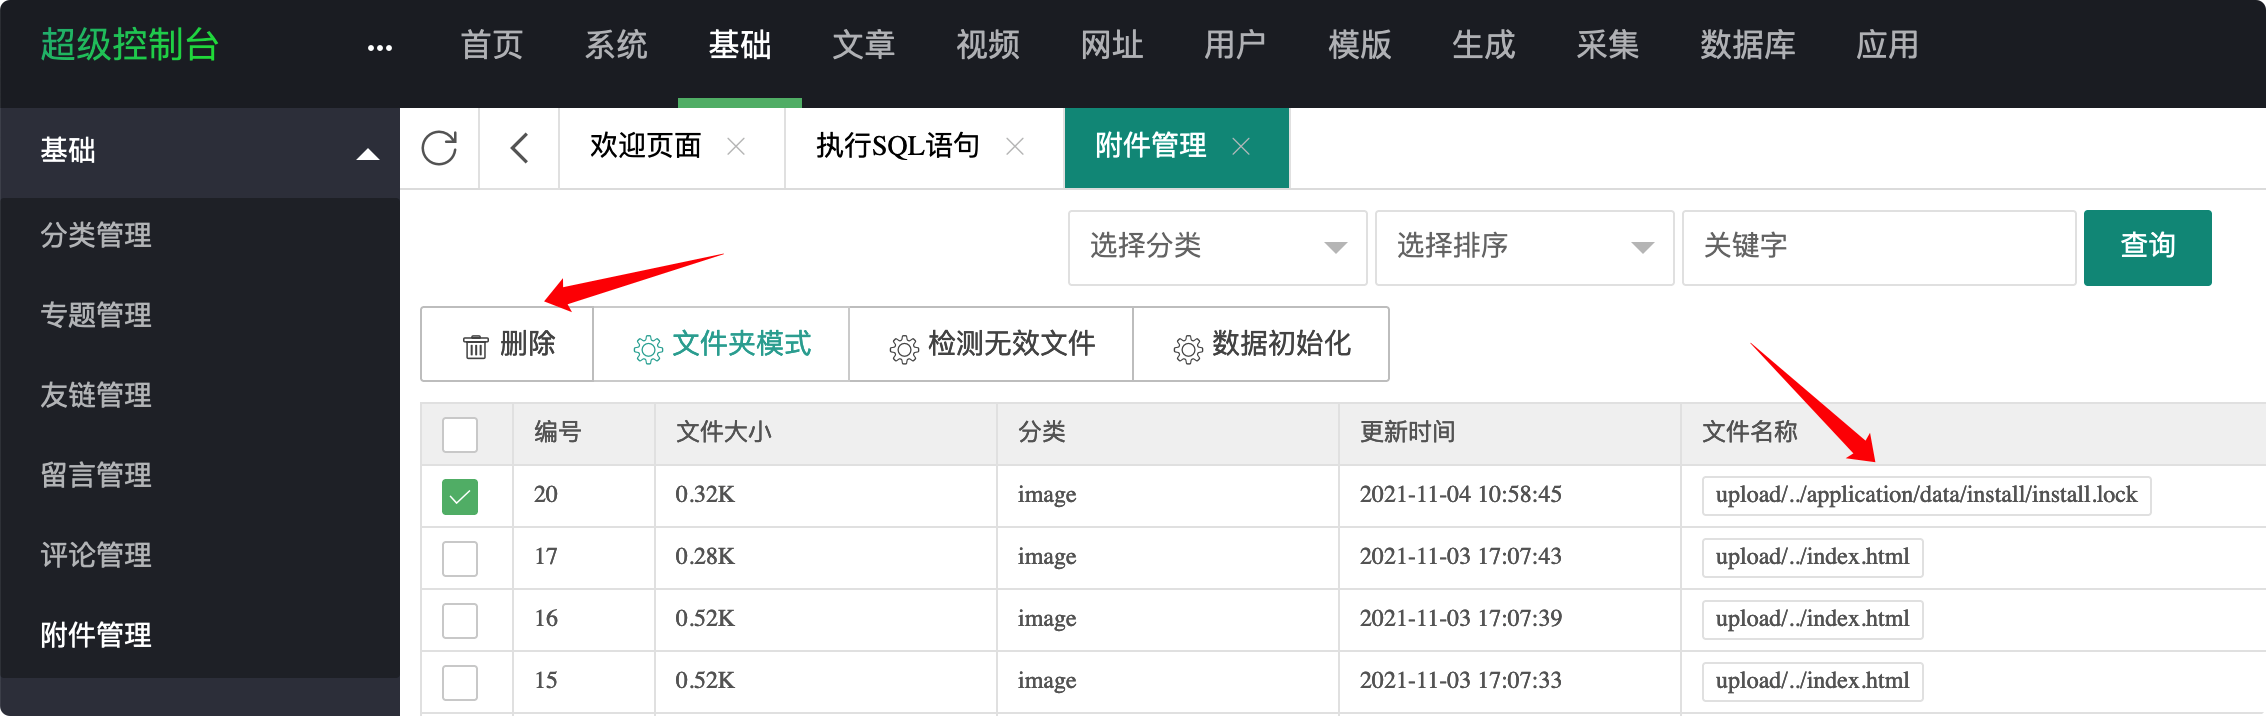 超级控制台 ··· 首页 系统 基础 文章 视频 网址 用户 模版 生成 采集 数据库 应用
基础
分类管理
专题管理
友链管理
留言管理
评论管理
附件管理
欢迎页面 执行SQL语句 附件管理
选择分类 选择排序 关键字 查询
删除 文件夹模式 检测无效文件 数据初始化
编号 文件大小 分类 更新时间 文件名称
20 0.32K image 2021-11-04 10:58:45 upload/../application/data/install/install.lock
17 0.28K image 2021-11-03 17:07:43 upload/../index.html
16 0.52K image 2021-11-03 17:07:39 upload/../index.html
15 0.52K image 2021-11-03 17:07:33 upload/../index.html